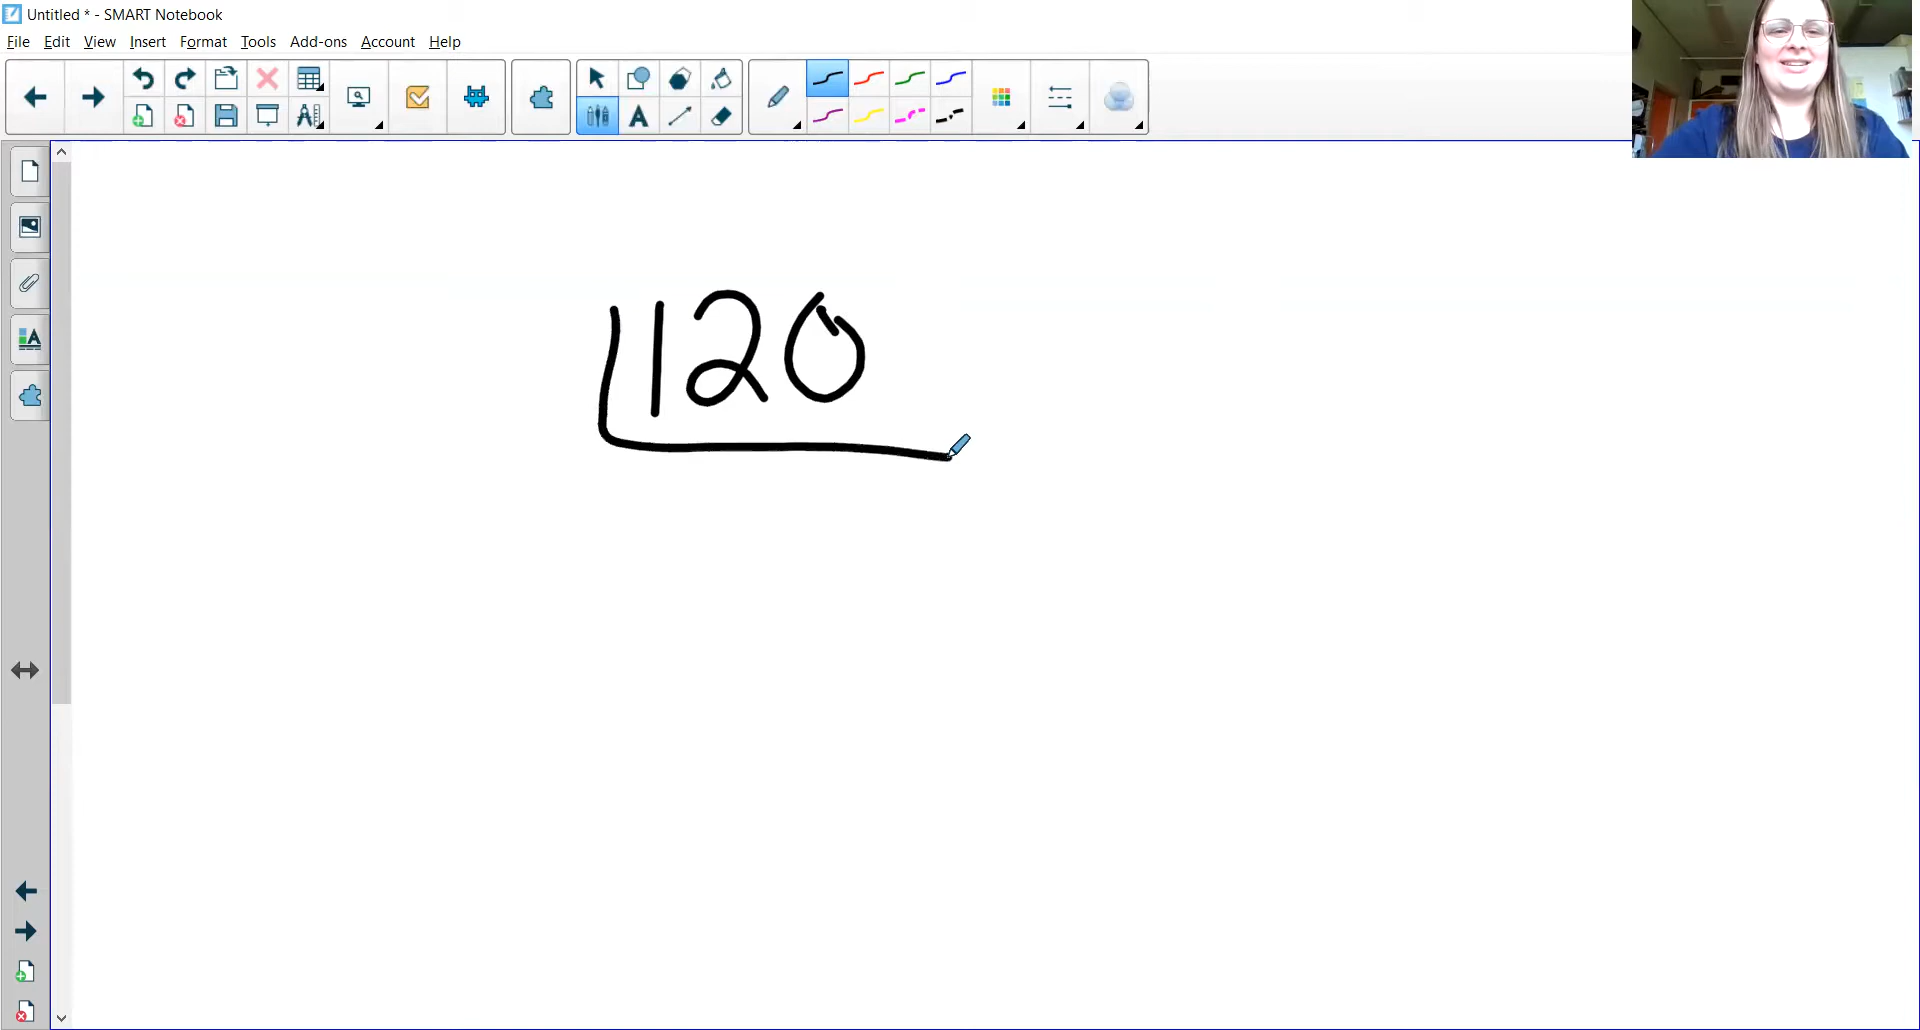 Untitled * - SMART Notebook
File Edit View Insert Format Tools Add-ons Account Help
120